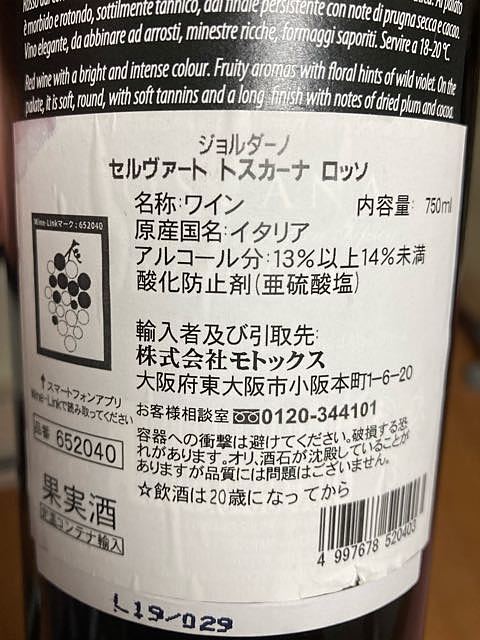 è morbido e rotondo, sottilmente tannico, dal finale persistente con note di prugna secca e cacao.
Vino elegante, da abbinare ad arrosti, minestre ricche, formaggi saporiti. Servire a 18-20°C.
Red wine with a bright and intense colour. Fruity aromas with floral hints of wild violet. On the
palate, it is soft, round, with soft tannins and a long finish with notes of dried plum and cocoa.
ジョルダーノ
セルヴァート トスカーナ ロッソ
名称:ワイン 内容量: 750ml
原産国名:イタリア
アルコール分:13%以上14%未満
酸化防止剤(亜硫酸塩)
Wine-Linkマーク:652040
輸入者及び引取先:
株式会社モトックス
大阪府東大阪市小阪本町1-6-20
スマートフォンアプリ
Wine-Linkで読み取ってください
お客様相談室 0120-344101
品番 652040
容器への衝撃は避けてください。破損する恐
れがあります。オリ、酒石が沈殿していることが
ありますが品質には問題はございません。
果実酒
☆飲酒は20歳になってから
定温コンテナ輸入
4 997678 520403
L19/029